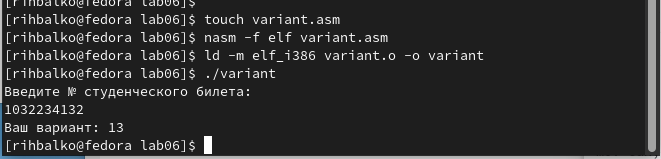 [rihbalko@fedora lab06]$
[rihbalko@fedora lab06]$ touch variant.asm
[rihbalko@fedora lab06]$ nasm -f elf variant.asm
[rihbalko@fedora lab06]$ ld -m elf_i386 variant.o -o variant
[rihbalko@fedora lab06]$ ./variant
Введите № студенческого билета:
1032234132
Ваш вариант: 13
[rihbalko@fedora lab06]$